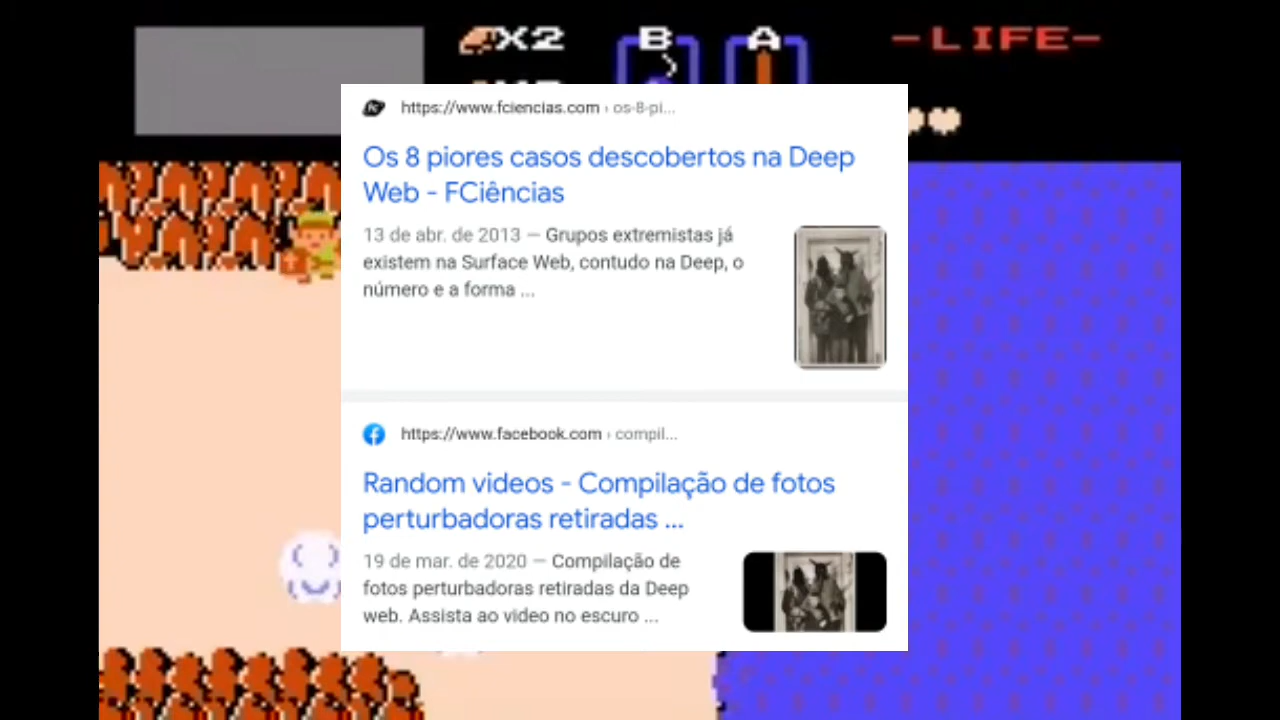 X2 B A -LIFE-
https://www.fciencias.com › os-8-pi...
Os 8 piores casos descobertos na Deep
Web - FCiências
13 de abr. de 2013 — Grupos extremistas já
existem na Surface Web, contudo na Deep, o
número e a forma ...
https://www.facebook.com › compil...
Random videos - Compilação de fotos
perturbadoras retiradas ...
19 de mar. de 2020 — Compilação de
fotos perturbadoras retiradas da Deep
web. Assista ao video no escuro ...